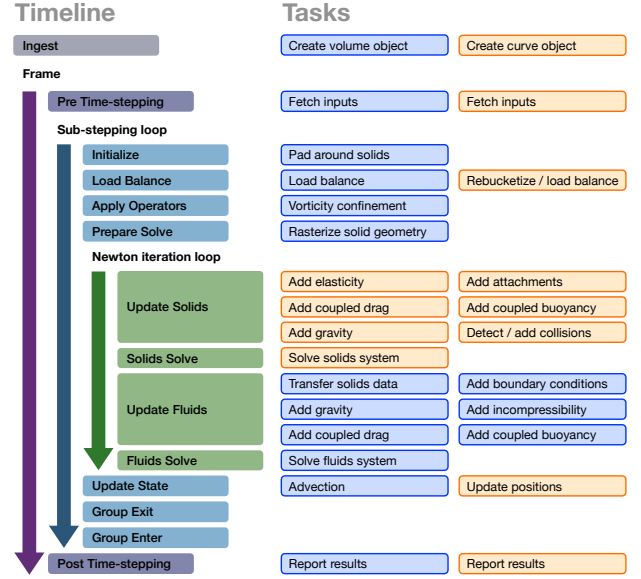 Timeline Tasks
Ingest Create volume object Create curve object
Frame
Pre Time-stepping Fetch inputs Fetch inputs
Sub-stepping loop
Initialize Pad around solids
Load Balance Load balance Rebucketize / load balance
Apply Operators Vorticity confinement
Prepare Solve Rasterize solid geometry
Newton iteration loop
Add elasticity Add attachments
Update Solids Add coupled drag Add coupled buoyancy
Add gravity Detect / add collisions
Solids Solve Solve solids system
Transfer solids data Add boundary conditions
Update Fluids Add gravity Add incompressibility
Add coupled drag Add coupled buoyancy
Fluids Solve Solve fluids system
Update State Advection Update positions
Group Exit
Group Enter
Post Time-stepping Report results Report results